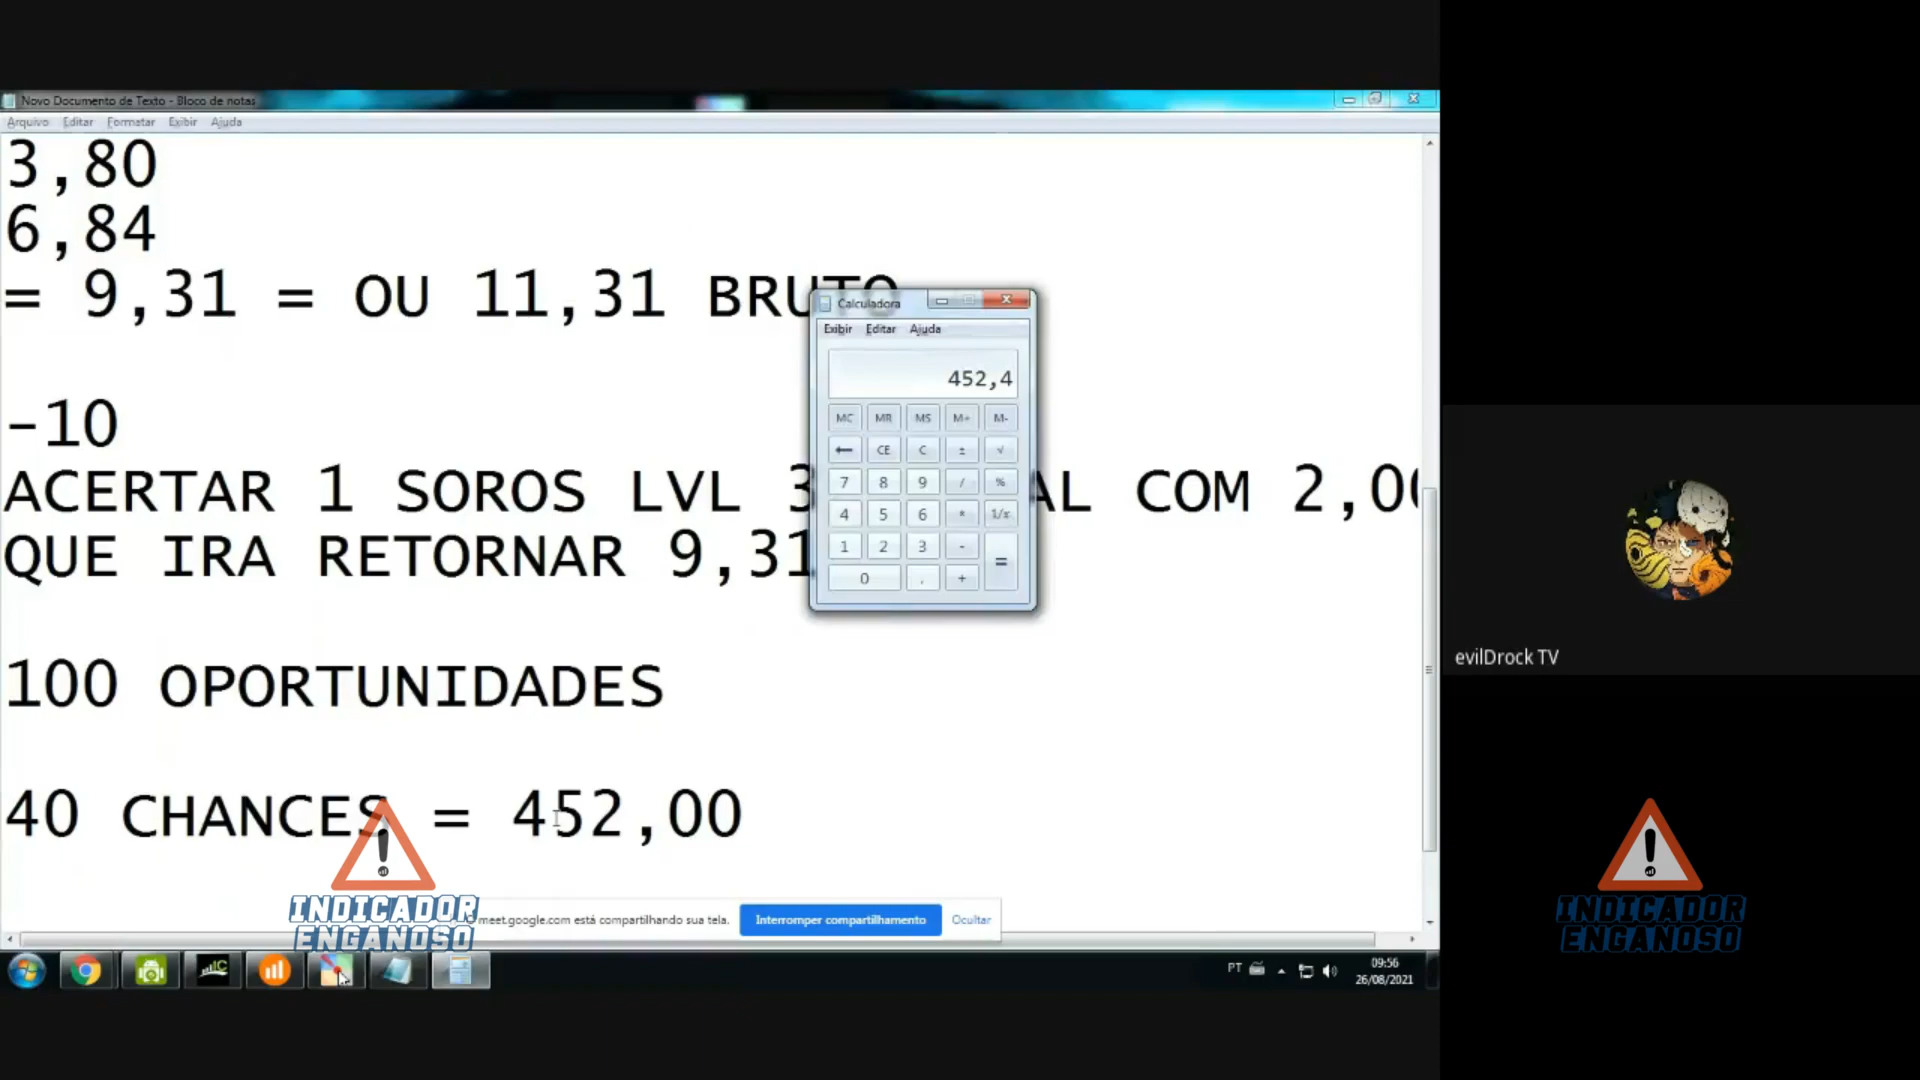 Novo Documento de Texto - Bloco de notas
Arquivo Editar Formatar Exibir Ajuda
3,80
6,84
= 9,31 = OU 11,31 BRUTO
-10
ACERTAR 1 SOROS LVL 3 AL COM 2,00
QUE IRA RETORNAR 9,31
100 OPORTUNIDADES
40 CHANCES = 452,00
Calculadora
Exibir Editar Ajuda
452,4
MC MR MS M+ M-
← CE C ± √
7 8 9 / %
4 5 6 * 1/x
1 2 3 - =
0 , +
meet.google.com está compartilhando sua tela. Interromper compartilhamento Ocultar
INDICADOR
ENGANOSO
PT
09:56
26/08/2021
evilDrock TV
INDICADOR
ENGANOSO